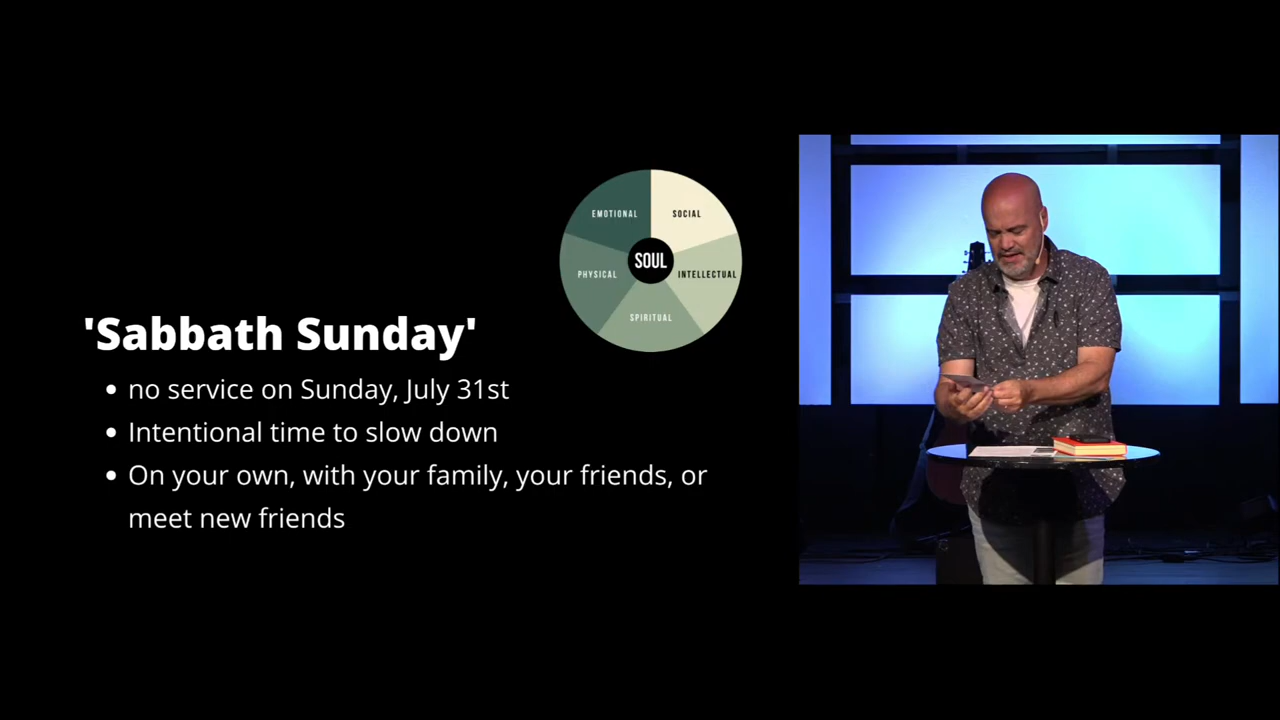 EMOTIONAL
SOCIAL
SOUL
PHYSICAL
INTELLECTUAL
SPIRITUAL
'Sabbath Sunday'
no service on Sunday, July 31st
Intentional time to slow down
On your own, with your family, your friends, or
meet new friends